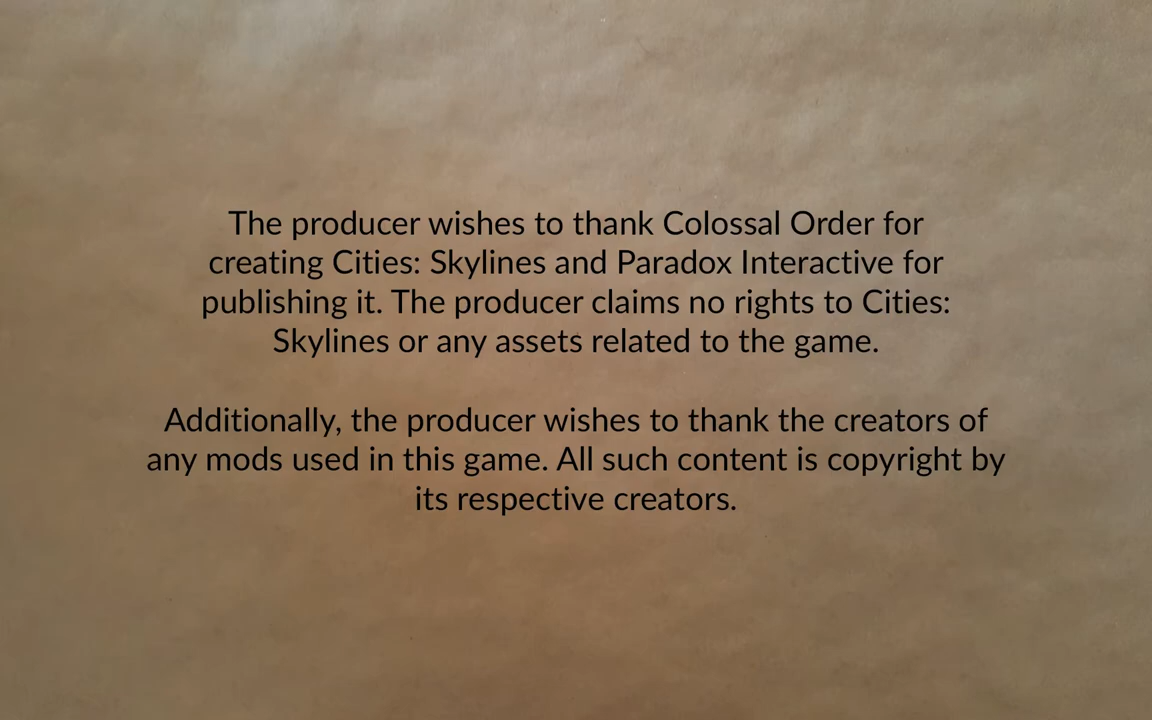 The producer wishes to thank Colossal Order for
creating Cities: Skylines and Paradox Interactive for
publishing it. The producer claims no rights to Cities:
Skylines or any assets related to the game.
Additionally, the producer wishes to thank the creators of
any mods used in this game. All such content is copyright by
its respective creators.